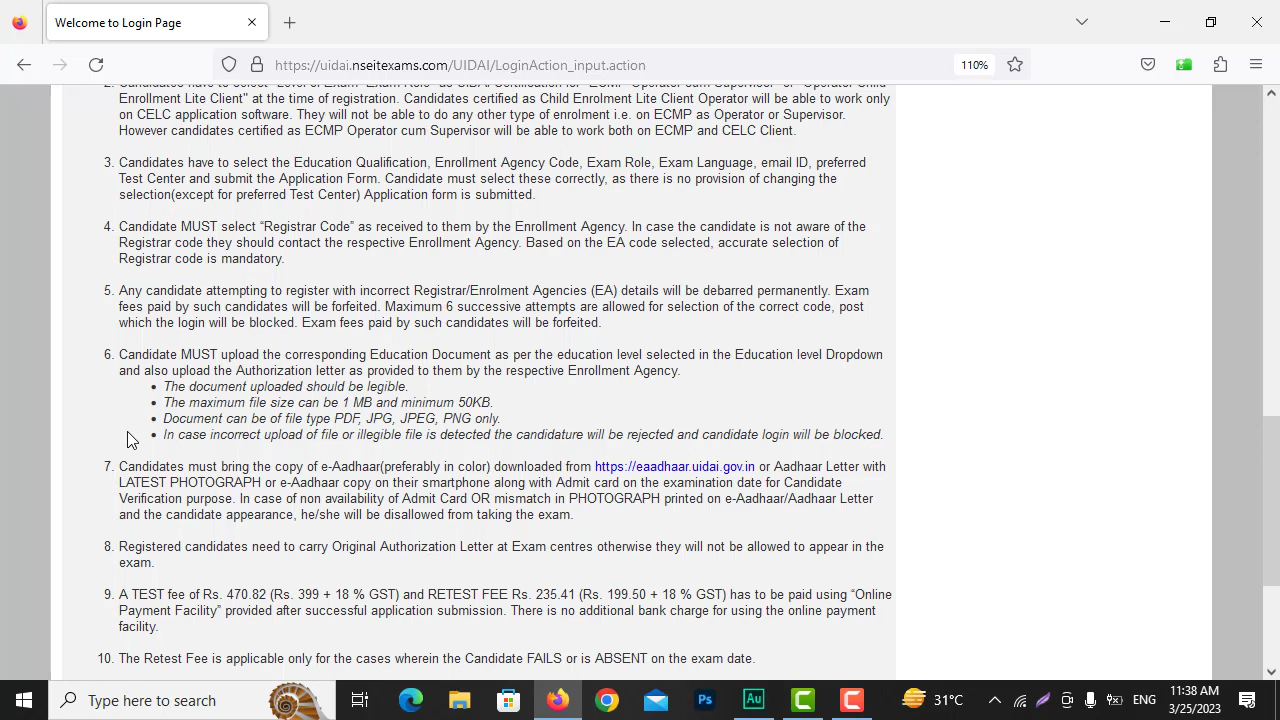 Welcome to Login Page
https://uidai.nseitexams.com/UIDAI/LoginAction_input.action
110%
2. Candidates have to select "Level of Exam-Exam Role" as
Enrollment Lite Client" at the time of registration. Candidates certified as Child Enrolment Lite Client Operator will be able to work only
on CELC application software. They will not be able to do any other type of enrolment i.e. on ECMP as Operator or Supervisor.
However candidates certified as ECMP Operator cum Supervisor will be able to work both on ECMP and CELC Client.
3. Candidates have to select the Education Qualification, Enrollment Agency Code, Exam Role, Exam Language, email ID, preferred
Test Center and submit the Application Form. Candidate must select these correctly, as there is no provision of changing the
selection(except for preferred Test Center) Application form is submitted.
4. Candidate MUST select “Registrar Code” as received to them by the Enrollment Agency. In case the candidate is not aware of the
Registrar code they should contact the respective Enrollment Agency. Based on the EA code selected, accurate selection of
Registrar code is mandatory.
5. Any candidate attempting to register with incorrect Registrar/Enrolment Agencies (EA) details will be debarred permanently. Exam
fees paid by such candidates will be forfeited. Maximum 6 successive attempts are allowed for selection of the correct code, post
which the login will be blocked. Exam fees paid by such candidates will be forfeited.
6. Candidate MUST upload the corresponding Education Document as per the education level selected in the Education level Dropdown
and also upload the Authorization letter as provided to them by the respective Enrollment Agency.
• The document uploaded should be legible.
• The maximum file size can be 1 MB and minimum 50KB.
• Document can be of file type PDF, JPG, JPEG, PNG only.
• In case incorrect upload of file or illegible file is detected the candidature will be rejected and candidate login will be blocked.
7. Candidates must bring the copy of e-Aadhaar(preferably in color) downloaded from https://eaadhaar.uidai.gov.in or Aadhaar Letter with
LATEST PHOTOGRAPH or e-Aadhaar copy on their smartphone along with Admit card on the examination date for Candidate
Verification purpose. In case of non availability of Admit Card OR mismatch in PHOTOGRAPH printed on e-Aadhaar/Aadhaar Letter
and the candidate appearance, he/she will be disallowed from taking the exam.
8. Registered candidates need to carry Original Authorization Letter at Exam centres otherwise they will not be allowed to appear in the
exam.
9. A TEST fee of Rs. 470.82 (Rs. 399 + 18 % GST) and RETEST FEE Rs. 235.41 (Rs. 199.50 + 18 % GST) has to be paid using “Online
Payment Facility” provided after successful application submission. There is no additional bank charge for using the online payment
facility.
10. The Retest Fee is applicable only for the cases wherein the Candidate FAILS or is ABSENT on the exam date.
Type here to search
Ps
Au
C
C
31°C
ENG
11:38 AM
3/25/2023